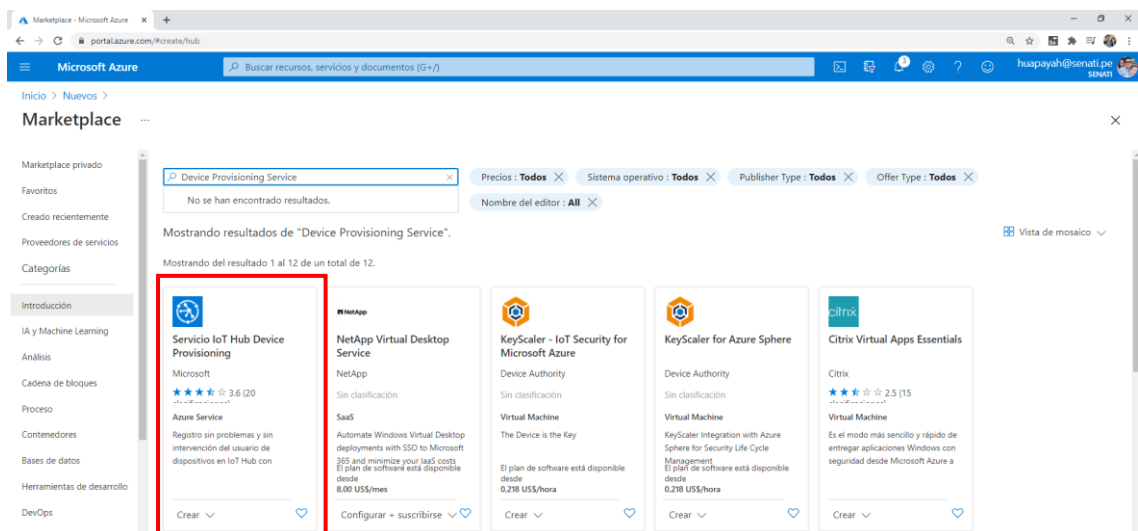 Marketplace - Microsoft Azure
portal.azure.com/#create/hub
Microsoft Azure
Buscar recursos, servicios y documentos (G+/)
3
huapayah@senati.pe
SENATI
Inicio > Nuevos >
Marketplace ...
Marketplace privado
Favoritos
Creado recientemente
Proveedores de servicios
Categorías
Introducción
IA y Machine Learning
Análisis
Cadena de bloques
Proceso
Contenedores
Bases de datos
Herramientas de desarrollo
DevOps
Device Provisioning Service
No se han encontrado resultados.
Precios : Todos
Sistema operativo : Todos
Publisher Type : Todos
Offer Type : Todos
Nombre del editor : All
Mostrando resultados de "Device Provisioning Service".
Vista de mosaico
Mostrando del resultado 1 al 12 de un total de 12.
Servicio IoT Hub Device
Provisioning
Microsoft
3.6 (20
clasificaciones)
Azure Service
Registro sin problemas y sin
intervención del usuario de
dispositivos en IoT Hub con
Crear
NetApp
NetApp Virtual Desktop
Service
NetApp
Sin clasificación
SaaS
Automate Windows Virtual Desktop
deployments with SSO to Microsoft
365 and minimize your IaaS costs
El plan de software está disponible
desde
8,00 US$/mes
Configurar + suscribirse
KeyScaler - IoT Security for
Microsoft Azure
Device Authority
Sin clasificación
Virtual Machine
The Device is the Key
El plan de software está disponible
desde
0,218 US$/hora
Crear
KeyScaler for Azure Sphere
Device Authority
Sin clasificación
Virtual Machine
KeyScaler Integration with Azure
Sphere for Security Life Cycle
Management
El plan de software está disponible
desde
0,218 US$/hora
Crear
citrix
Citrix Virtual Apps Essentials
Citrix
2.5 (15
clasificaciones)
Virtual Machine
Es el modo más sencillo y rápido de
entregar aplicaciones Windows con
seguridad desde Microsoft Azure a
Crear